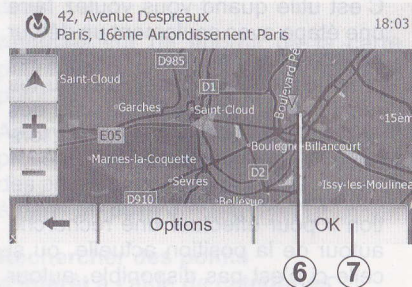 42, Avenue Despréaux
Paris, 16ème Arrondissement Paris
18:03
D985
Saint-Cloud
D1
Garches
Saint-Cloud
E05
Boulogne-Billancourt
Marnes-la-Coquette
Sèvres
D2
Issy-les-Moulinea
D910
Bellevue
Options
OK
6
7